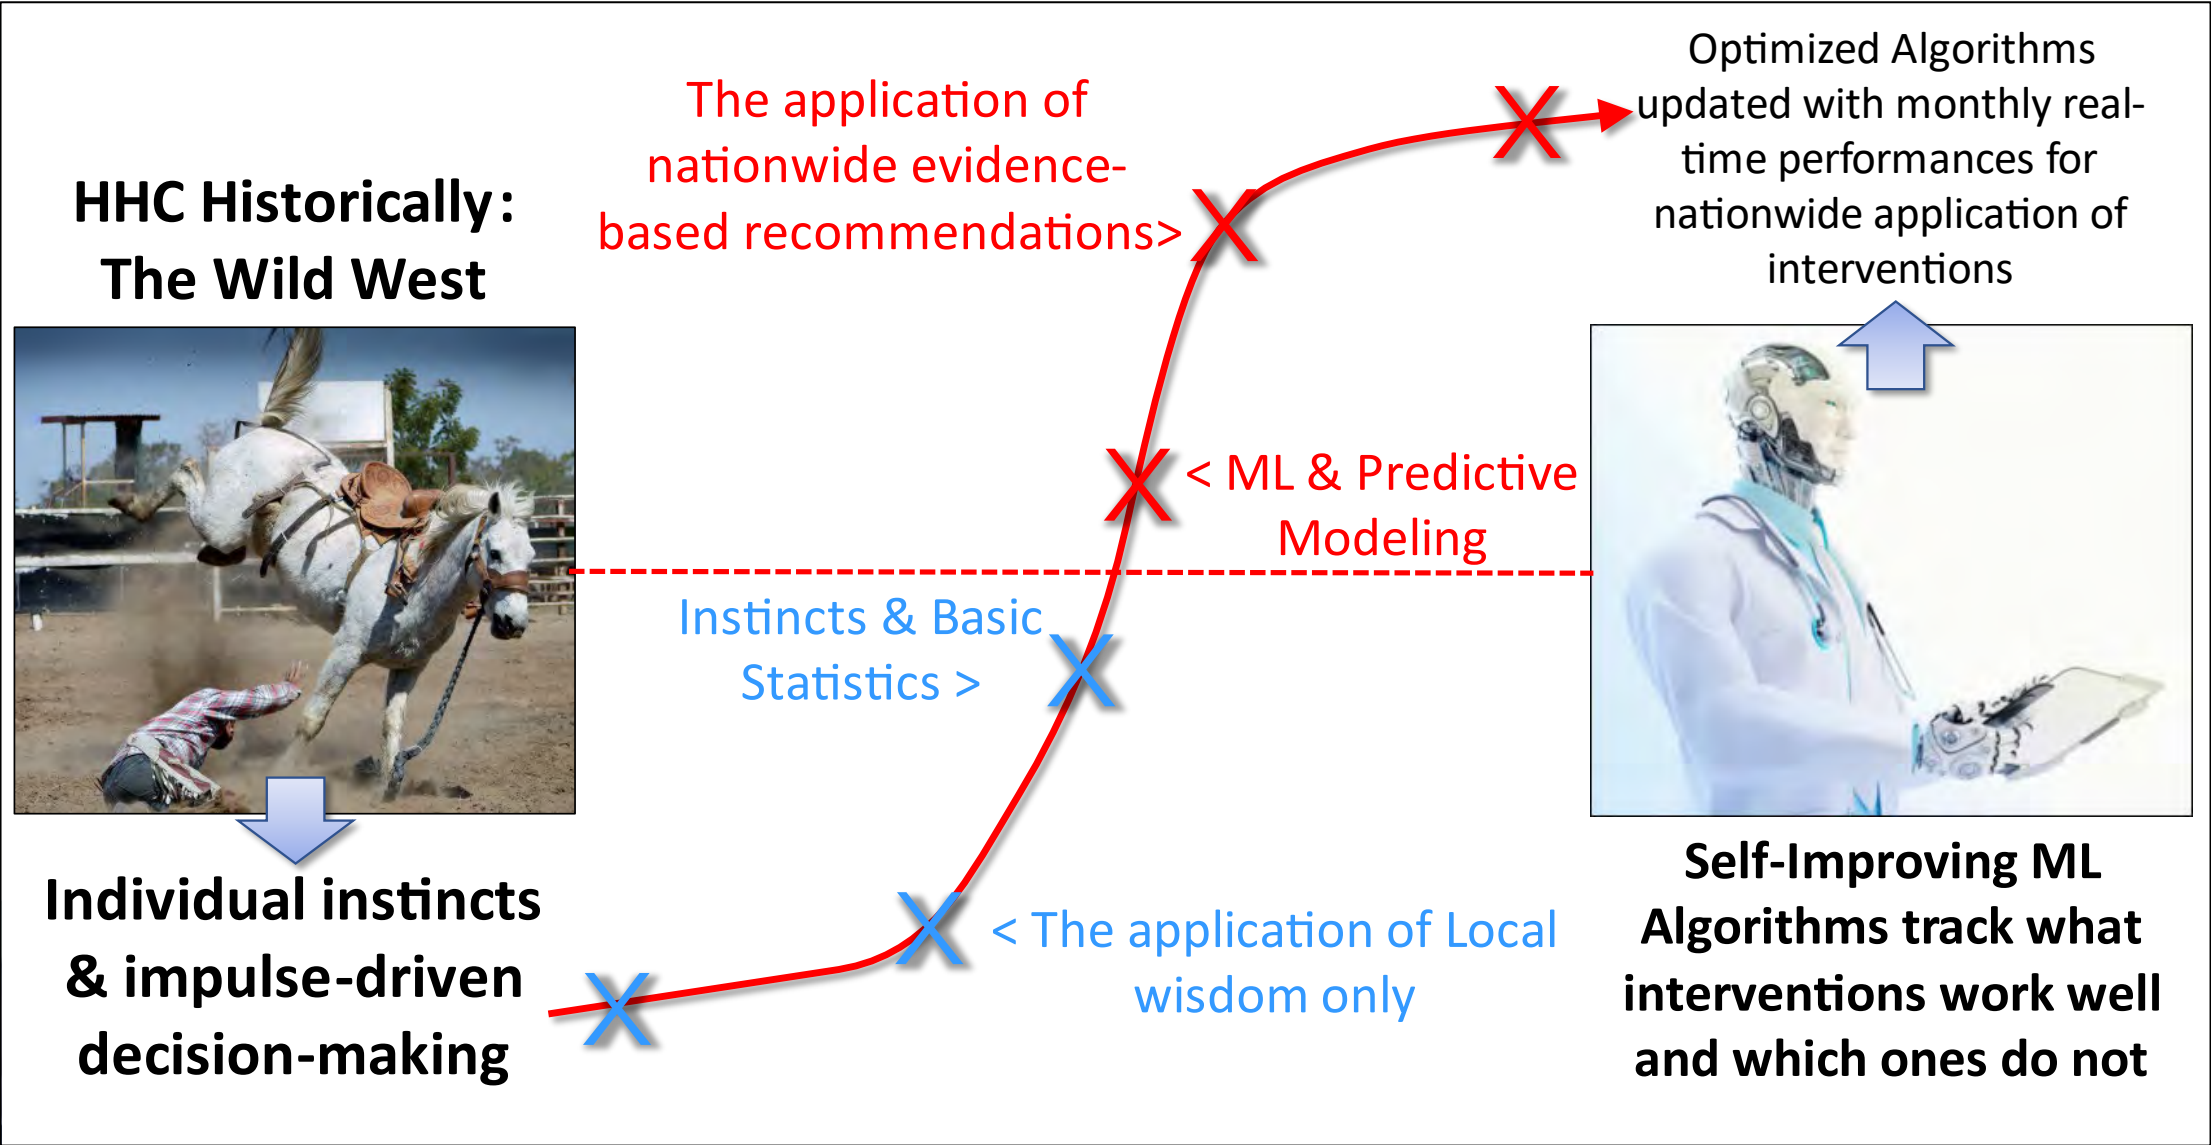 HHC Historically:
The Wild West
Individual instincts
& impulse-driven
decision-making
The application of
nationwide evidence-
based recommendations>
X
X
X
< ML & Predictive
Modeling
Instincts & Basic
Statistics >
X
X
< The application of Local
wisdom only
X
Optimized Algorithms
updated with monthly real-
time performances for
nationwide application of
interventions
Self-Improving ML
Algorithms track what
interventions work well
and which ones do not